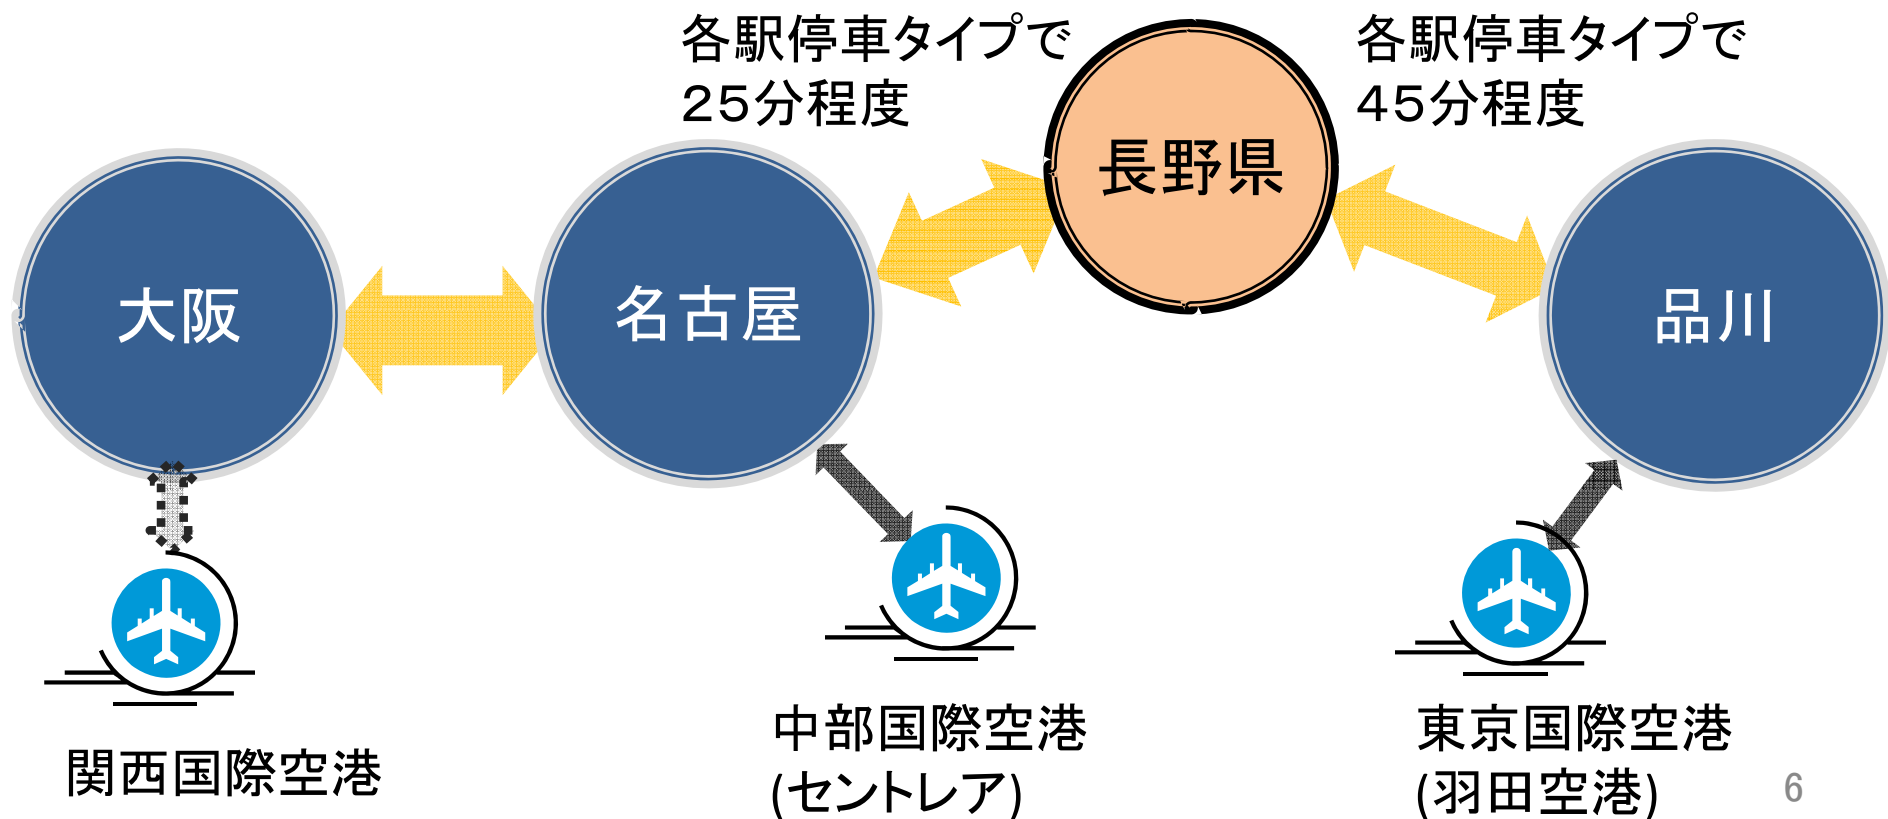 各駅停車タイプで
２５分程度
各駅停車タイプで
４５分程度
長野県
大阪
名古屋
品川
関西国際空港
中部国際空港
(セントレア)
東京国際空港
(羽田空港)
6